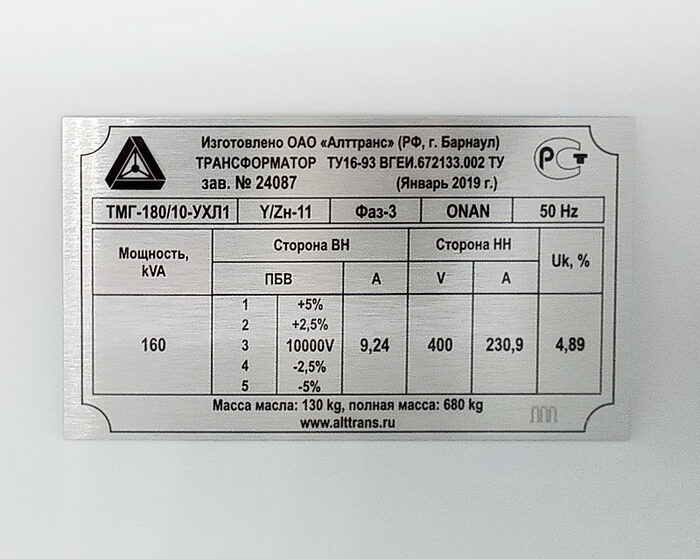 Изготовлено ОАО «Алттранс» (РФ, г. Барнаул)
ТРАНСФОРМАТОР ТУ16-93 ВГЕИ.672133.002 ТУ
зав. № 24087 (Январь 2019 г.)
РСТ
ТМГ-180/10-УХЛ1 Y/Zн-11 Фаз-3 ONAN 50 Hz
Мощность, kVA Сторона ВН Сторона НН Uk, %
ПБВ A V A
1 +5%
2 +2,5%
160 3 10000V 9,24 400 230,9 4,89
4 -2,5%
5 -5%
Масса масла: 130 kg, полная масса: 680 kg
www.alttrans.ru